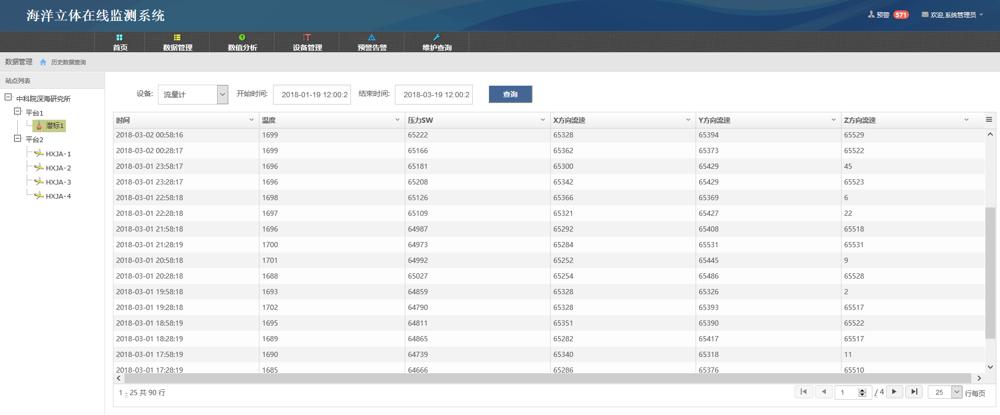 海洋立体在线监测系统
预警 571 欢迎,系统管理员
首页 数据管理 数值分析 设备管理 预警告警 维护查询
数据管理 历史数据查询
站点列表
中科院深海研究所
平台1
潜标1
平台2
HXJA-1
HXJA-2
HXJA-3
HXJA-4
设备: 流量计 开始时间: 2018-01-19 12:00:2 结束时间: 2018-03-19 12:00:2 查询
时间 温度 压力SW X方向流速 Y方向流速 Z方向流速
2018-03-02 00:58:16 1699 65222 65328 65394 65529
2018-03-02 00:28:17 1699 65166 65362 65373 65522
2018-03-01 23:58:17 1696 65181 65300 65429 45
2018-03-01 23:28:17 1696 65208 65342 65429 65523
2018-03-01 22:58:18 1698 65126 65366 65369 6
2018-03-01 22:28:18 1697 65109 65321 65427 22
2018-03-01 21:58:18 1696 64987 65292 65408 65518
2018-03-01 21:28:19 1700 64973 65284 65531 65531
2018-03-01 20:58:18 1701 64992 65252 65445 9
2018-03-01 20:28:18 1688 65027 65254 65486 65528
2018-03-01 19:58:18 1693 64859 65328 65326 2
2018-03-01 19:28:18 1702 64790 65328 65393 65517
2018-03-01 18:58:19 1695 64811 65351 65390 65522
2018-03-01 18:28:19 1689 64865 65282 65417 65517
2018-03-01 17:58:19 1690 64739 65340 65318 11
2018-03-01 17:28:19 1685 64666 65286 65376 65510
1 - 25 共 90 行 1 / 4 25 行每页